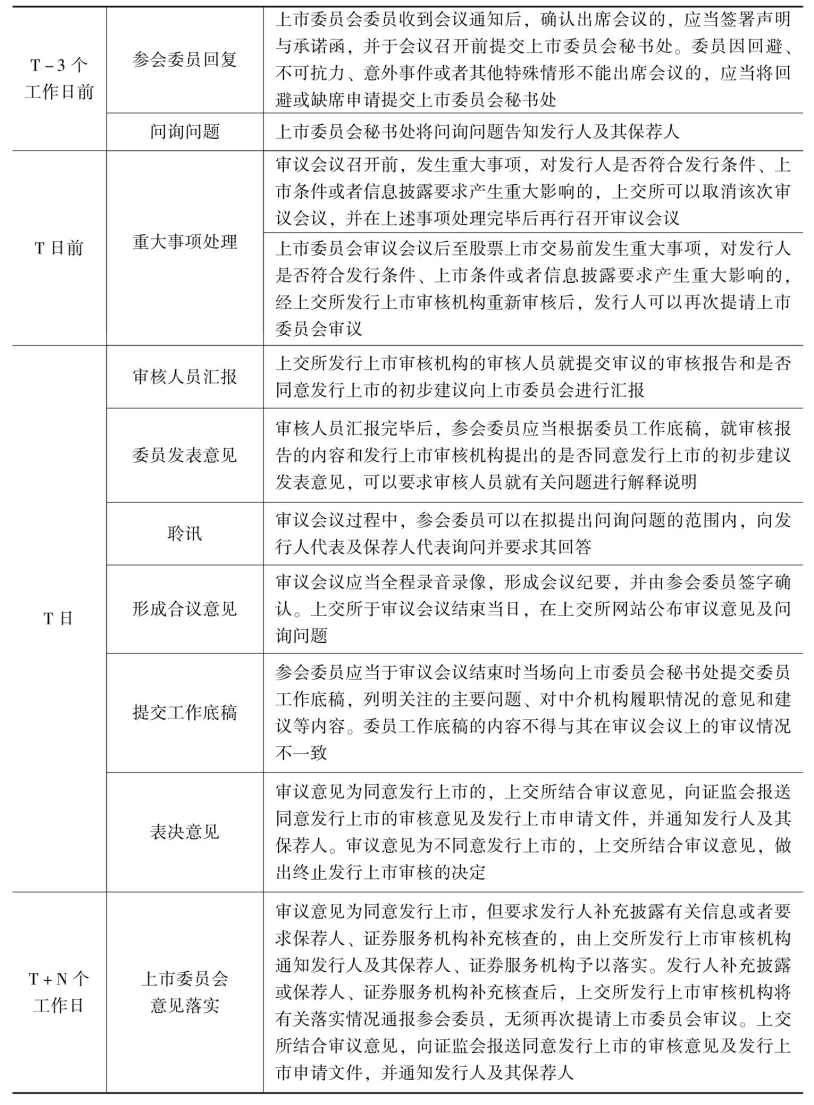 T-3个
工作日前
参会委员回复
上市委员会委员收到会议通知后，确认出席会议的，应当签署声明
与承诺函，并于会议召开前提交上市委员会秘书处。委员因回避、
不可抗力、意外事件或者其他特殊情形不能出席会议的，应当将回
避或缺席申请提交上市委员会秘书处
问询问题
上市委员会秘书处将问询问题告知发行人及其保荐人
T日前
重大事项处理
审议会议召开前，发生重大事项，对发行人是否符合发行条件、上
市条件或者信息披露要求产生重大影响的，上交所可以取消该次审
议会议，并在上述事项处理完毕后再行召开审议会议
上市委员会审议会议后至股票上市交易前发生重大事项，对发行人
是否符合发行条件、上市条件或者信息披露要求产生重大影响的，
经上交所发行上市审核机构重新审核后，发行人可以再次提请上市
委员会审议
T日
审核人员汇报
上交所发行上市审核机构的审核人员就提交审议的审核报告和是否
同意发行上市的初步建议向上市委员会进行汇报
委员发表意见
审核人员汇报完毕后，参会委员应当根据委员工作底稿，就审核报
告的内容和发行上市审核机构提出的是否同意发行上市的初步建议
发表意见，可以要求审核人员就有关问题进行解释说明
聆讯
审议会议过程中，参会委员可以在拟提出问询问题的范围内，向发
行人代表及保荐人代表询问并要求其回答
形成合议意见
审议会议应当全程录音录像，形成会议纪要，并由参会委员签字确
认。上交所于审议会议结束当日，在上交所网站公布审议意见及问
询问题
提交工作底稿
参会委员应当于审议会议结束时当场向上市委员会秘书处提交委员
工作底稿，列明关注的主要问题、对中介机构履职情况的意见和建
议等内容。委员工作底稿的内容不得与其在审议会议上的审议情况
不一致
表决意见
审议意见为同意发行上市的，上交所结合审议意见，向证监会报送
同意发行上市的审核意见及发行上市申请文件，并通知发行人及其
保荐人。审议意见为不同意发行上市的，上交所结合审议意见，做
出终止发行上市审核的决定
T+N个
工作日
上市委员会
意见落实
审议意见为同意发行上市，但要求发行人补充披露有关信息或者要
求保荐人、证券服务机构补充核查的，由上交所发行上市审核机构
通知发行人及其保荐人、证券服务机构予以落实。发行人补充披露
或保荐人、证券服务机构补充核查后，上交所发行上市审核机构将
有关落实情况通报参会委员，无须再次提请上市委员会审议。上交
所结合审议意见，向证监会报送同意发行上市的审核意见及发行上
市申请文件，并通知发行人及其保荐人